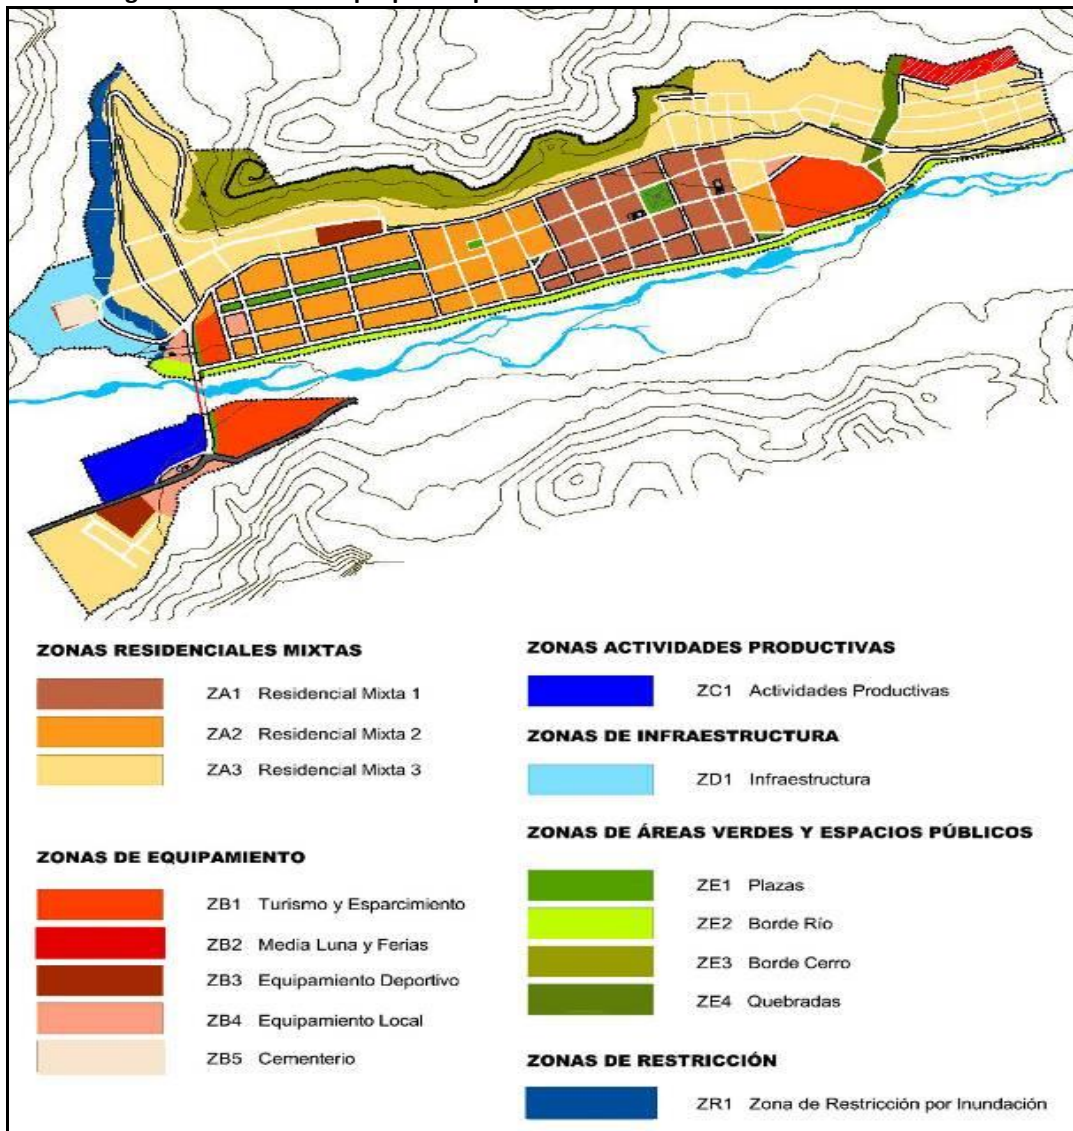 ZONAS RESIDENCIALES MIXTAS
ZA1 Residencial Mixta 1
ZA2 Residencial Mixta 2
ZA3 Residencial Mixta 3
ZONAS DE EQUIPAMIENTO
ZB1 Turismo y Esparcimiento
ZB2 Media Luna y Ferias
ZB3 Equipamiento Deportivo
ZB4 Equipamiento Local
ZB5 Cementerio
ZONAS ACTIVIDADES PRODUCTIVAS
ZC1 Actividades Productivas
ZONAS DE INFRAESTRUCTURA
ZD1 Infraestructura
ZONAS DE ÁREAS VERDES Y ESPACIOS PÚBLICOS
ZE1 Plazas
ZE2 Borde Río
ZE3 Borde Cerro
ZE4 Quebradas
ZONAS DE RESTRICCIÓN
ZR1 Zona de Restricción por Inundación